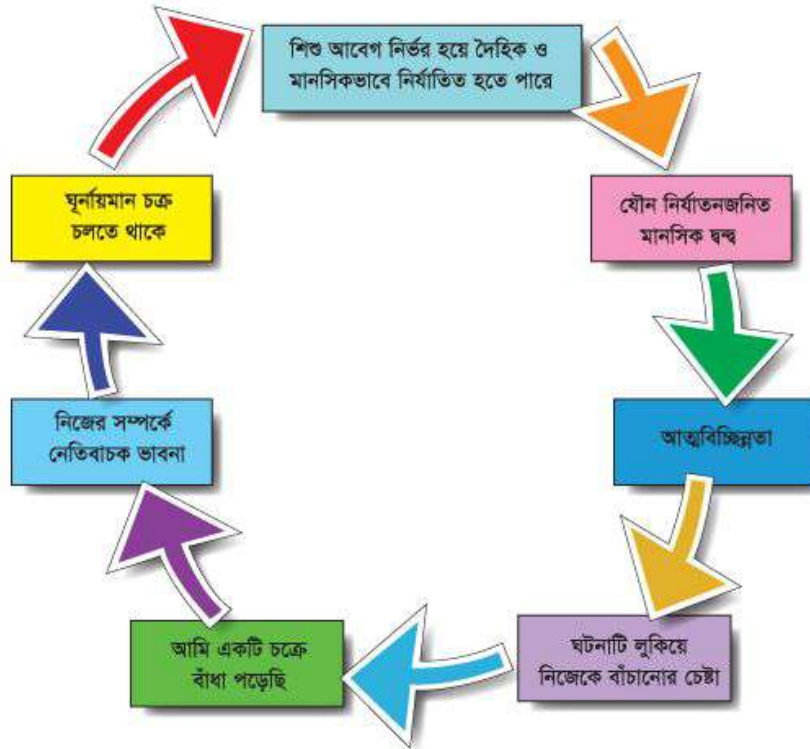 শিশু আবেগ নির্ভর হয়ে দৈহিক ও
মানসিকভাবে নির্যাতিত হতে পারে
যৌন নির্যাতনজনিত
মানসিক দ্বন্দ্ব
আত্মবিচ্ছিন্নতা
ঘটনাটি লুকিয়ে
নিজেকে বাঁচানোর চেষ্টা
আমি একটি চক্রে
বাঁধা পড়েছি
নিজের সম্পর্কে
নেতিবাচক ভাবনা
ঘূর্নায়মান চক্র
চলতে থাকে